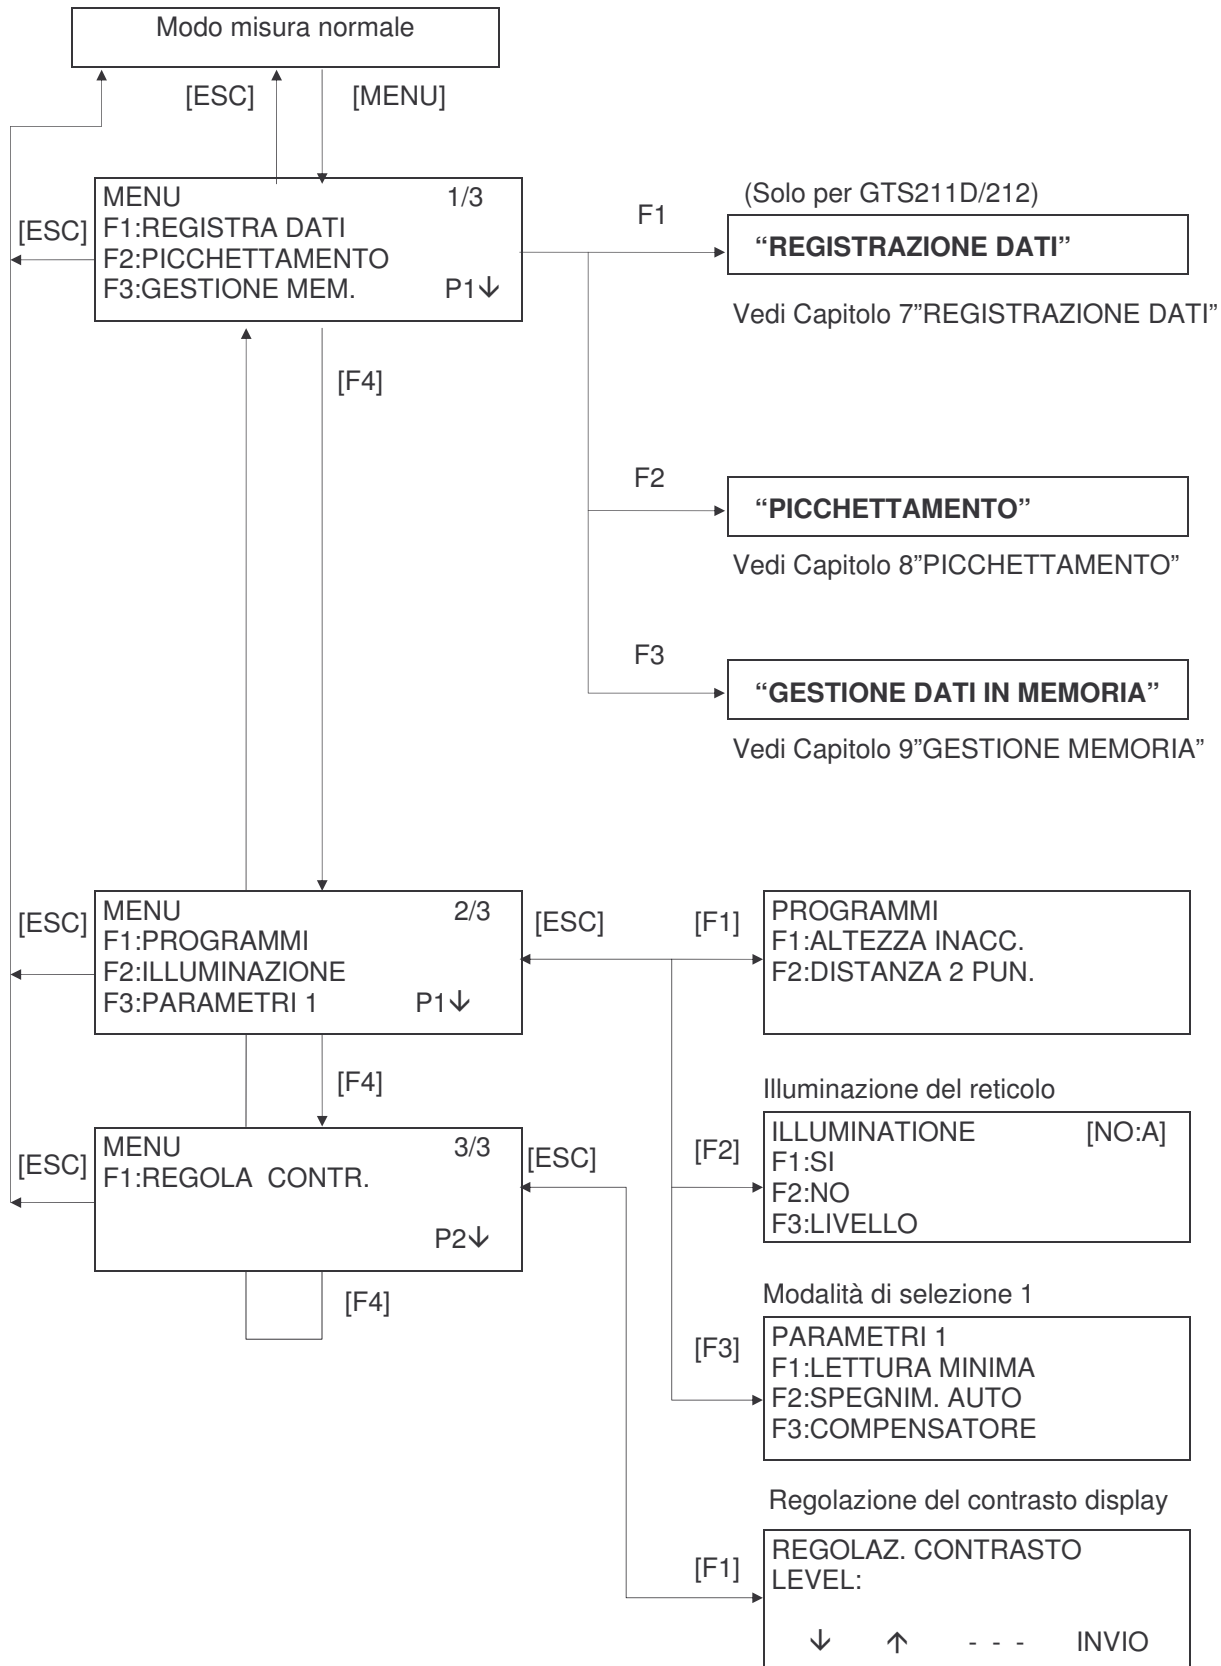 Modo misura normale
[ESC]
[MENU]
MENU 1/3
F1:REGISTRA DATI
F2:PICCHETTAMENTO
F3:GESTIONE MEM. P1↓
[ESC]
F1
(Solo per GTS211D/212)
“REGISTRAZIONE DATI”
Vedi Capitolo 7”REGISTRAZIONE DATI”
[F4]
F2
“PICCHETTAMENTO”
Vedi Capitolo 8”PICCHETTAMENTO”
F3
“GESTIONE DATI IN MEMORIA”
Vedi Capitolo 9”GESTIONE MEMORIA”
[ESC]
MENU 2/3
F1:PROGRAMMI
F2:ILLUMINAZIONE
F3:PARAMETRI 1 P1↓
[ESC]
[F1]
PROGRAMMI
F1:ALTEZZA INACC.
F2:DISTANZA 2 PUN.
[F4]
Illuminazione del reticolo
[F2]
ILLUMINATIONE [NO:A]
F1:SI
F2:NO
F3:LIVELLO
[ESC]
MENU 3/3
F1:REGOLA CONTR.
P2↓
[ESC]
[F4]
Modalità di selezione 1
[F3]
PARAMETRI 1
F1:LETTURA MINIMA
F2:SPEGNIM. AUTO
F3:COMPENSATORE
Regolazione del contrasto display
[F1]
REGOLAZ. CONTRASTO
LEVEL:
↓ ↑ - - - INVIO